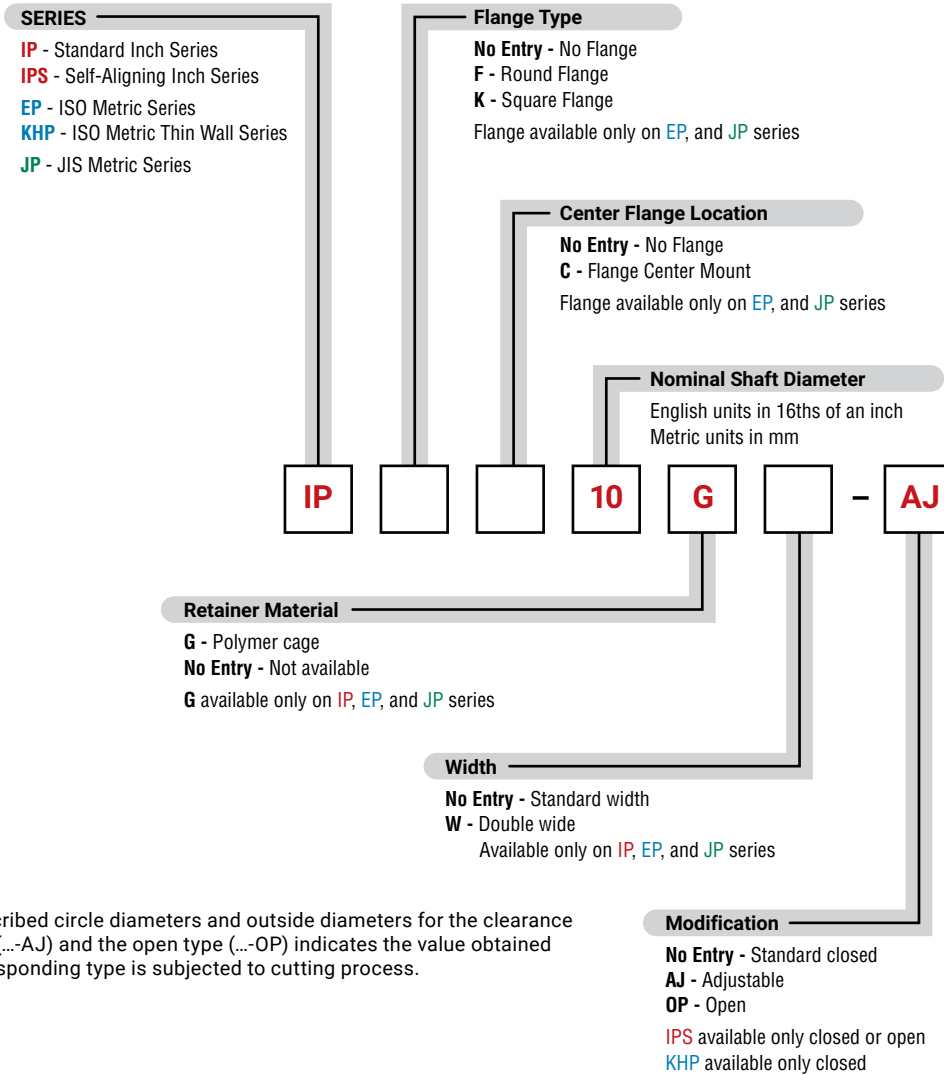 SERIES
IP - Standard Inch Series
IPS - Self-Aligning Inch Series
EP - ISO Metric Series
KHP - ISO Metric Thin Wall Series
JP - JIS Metric Series
Flange Type
No Entry - No Flange
F - Round Flange
K - Square Flange
Flange available only on EP, and JP series
Center Flange Location
No Entry - No Flange
C - Flange Center Mount
Flange available only on EP, and JP series
Nominal Shaft Diameter
English units in 16ths of an inch
Metric units in mm
IP 10 G – AJ
Retainer Material
G - Polymer cage
No Entry - Not available
G available only on IP, EP, and JP series
Width
No Entry - Standard width
W - Double wide
Available only on IP, EP, and JP series
cribed circle diameters and outside diameters for the clearance
(…-AJ) and the open type (…-OP) indicates the value obtained
sponding type is subjected to cutting process.
Modification
No Entry - Standard closed
AJ - Adjustable
OP - Open
IPS available only closed or open
KHP available only closed